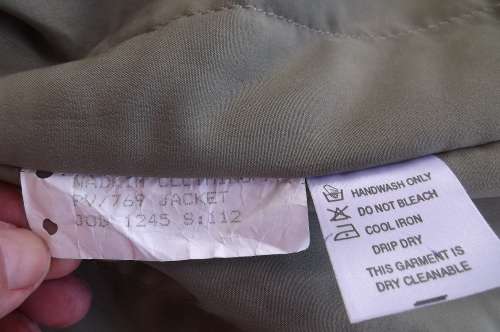 RV/769 JACKET
JOB 1245 S:112
HANDWASH ONLY
DO NOT BLEACH
COOL IRON
DRIP DRY
THIS GARMENT IS
DRY CLEANABLE